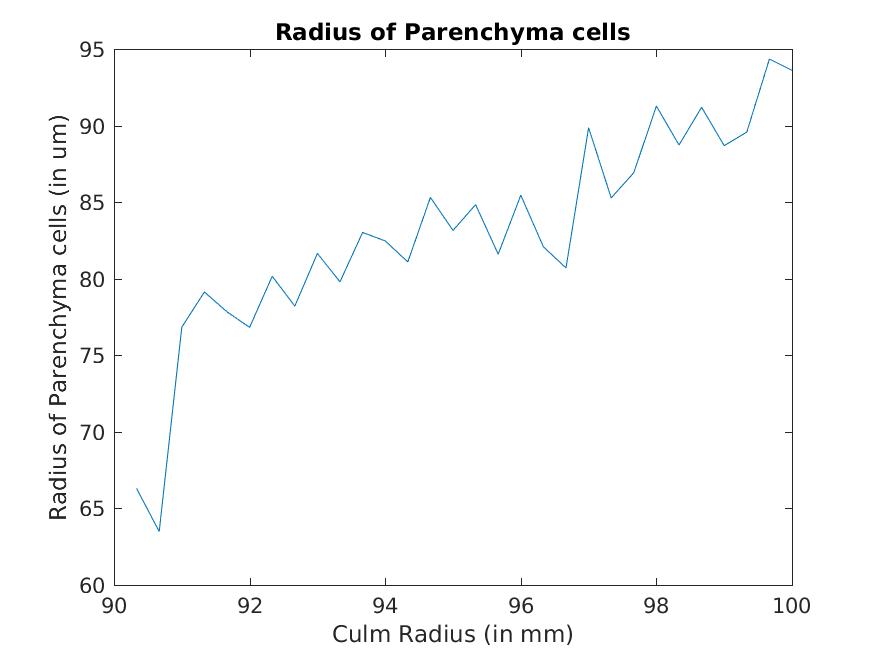 Radius of Parenchyma cells
Radius of Parenchyma cells (in um)
95
90
85
80
75
70
65
60
90 92 94 96 98 100
Culm Radius (in mm)